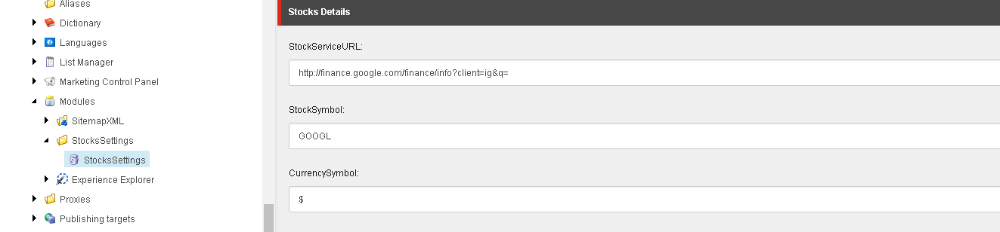 Aliases
Dictionary
Languages
List Manager
Marketing Control Panel
Modules
SitemapXML
StocksSettings
StocksSettings
Experience Explorer
Proxies
Publishing targets
Stocks Details
StockServiceURL:
http://finance.google.com/finance/info?client=ig&q=
StockSymbol:
GOOGL
CurrencySymbol:
$